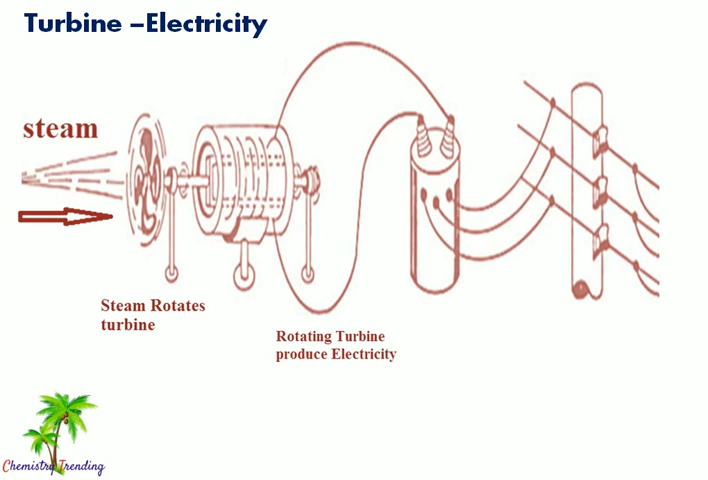 Turbine –Electricity
steam
Steam Rotates
turbine
Rotating Turbine
produce Electricity
Chemistry Trending